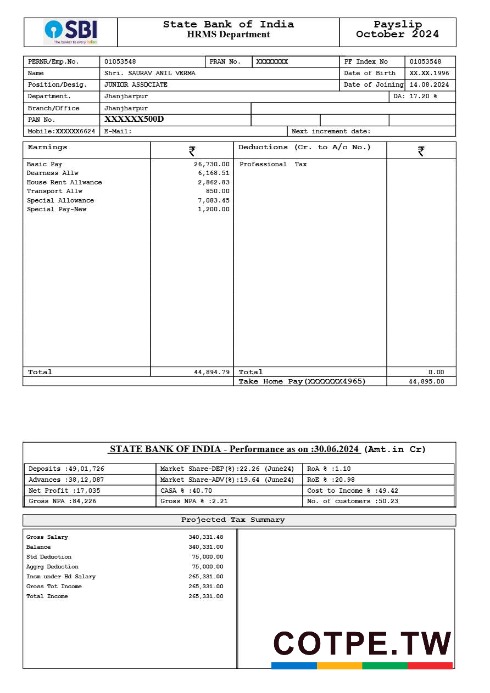 SBI
The banker to every Indian
State Bank of India
HRMS Department
Payslip
October 2024
PERNR/Emp.No. 01053548 PRAN No. XXXXXXXX PF Index No 01053548
Name Shri. SAURAV ANIL VERMA Date of Birth XX.XX.1996
Position/Desig. JUNIOR ASSOCIATE Date of Joining 14.08.2024
Department. Jhanjharpur DA: 17.20 %
Branch/Office Jhanjharpur
PAN No. XXXXXX500D
Mobile:XXXXXX6624 E-Mail: Next increment date:
Earnings ₹ Deductions (Cr. to A/c No.) ₹
Basic Pay 26,730.00 Professional Tax
Dearness Allw 6,168.51
House Rent Allwance 2,862.83
Transport Allw 850.00
Special Allowance 7,083.45
Special Pay-New 1,200.00
Total 44,894.79 Total 0.00
Take Home Pay(XXXXXXX4965) 44,895.00
STATE BANK OF INDIA - Performance as on :30.06.2024 (Amt.in Cr)
Deposits :49,01,726 Market Share-DEP(%):22.26 (June24) RoA % :1.10
Advances :38,12,087 Market Share-ADV(%):19.64 (June24) RoE % :20.98
Net Profit :17,035 CASA % :40.70 Cost to Income % :49.42
Gross NPA :84,226 Gross NPA % :2.21 No. of customers :50.23
Projected Tax Summary
Gross Salary 340,331.48
Balance 340,331.00
Std Deduction 75,000.00
Aggrg Deduction 75,000.00
Incm under Hd Salary 265,331.00
Gross Tot Income 265,331.00
Total Income 265,331.00
COTPE.TW